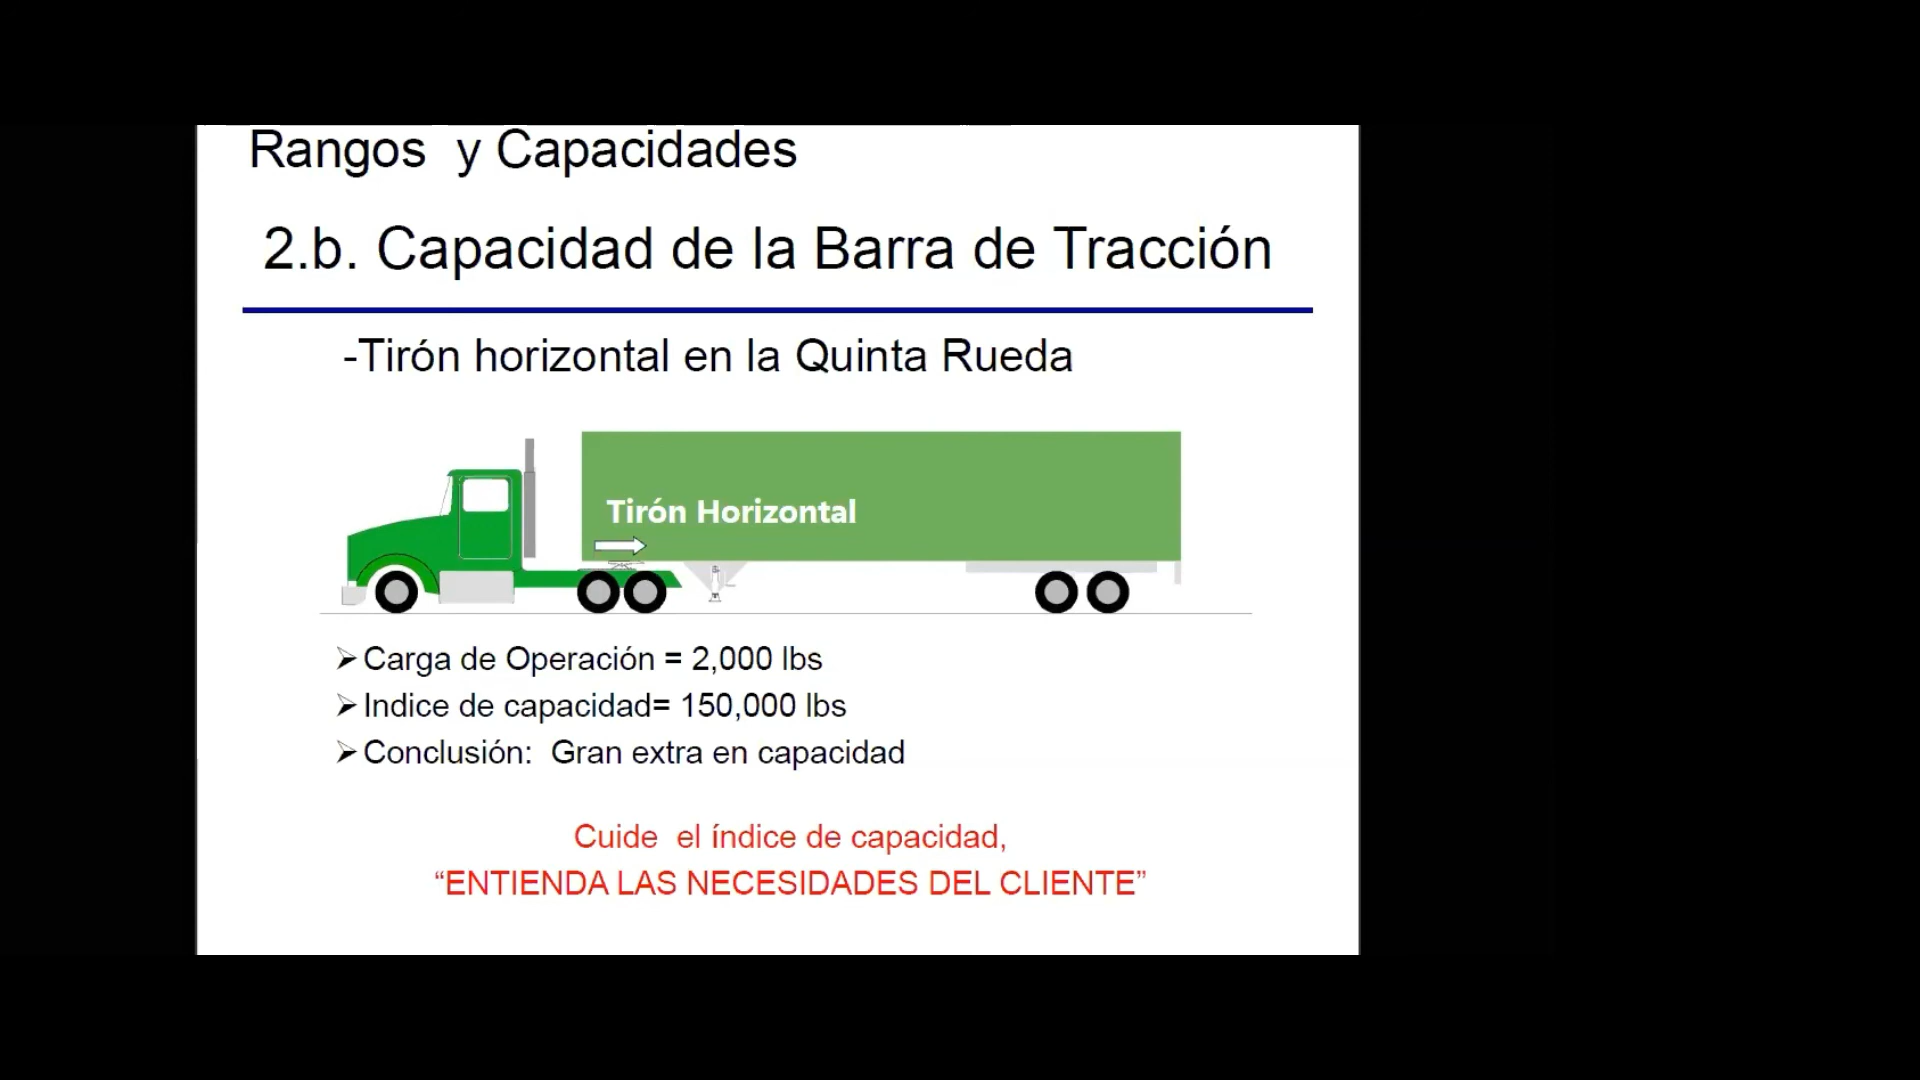 Rangos  y Capacidades
2.b. Capacidad de la Barra de Tracción
-Tirón horizontal en la Quinta Rueda
Tirón Horizontal
➢Carga de Operación = 2,000 lbs
➢Indice de capacidad= 150,000 lbs
➢Conclusión:  Gran extra en capacidad
Cuide  el índice de capacidad,
“ENTIENDA LAS NECESIDADES DEL CLIENTE”